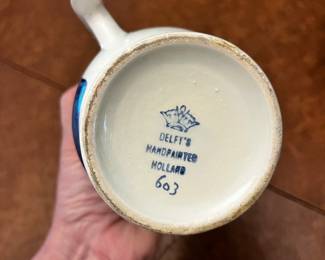 DELFT'S
HANDPAINTED
HOLLAND
603